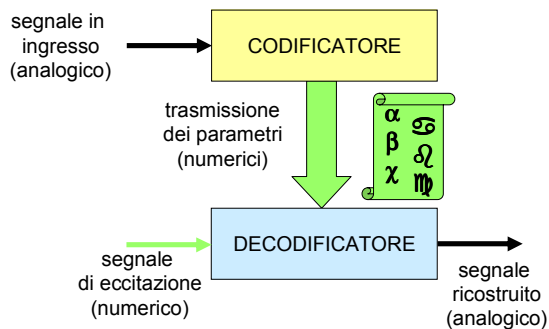 segnale in
ingresso
(analogico)
CODIFICATORE
trasmissione
dei parametri
(numerici)
α ♋
β ♌
χ ♍
DECODIFICATORE
segnale
di eccitazione
(numerico)
segnale
ricostruito
(analogico)